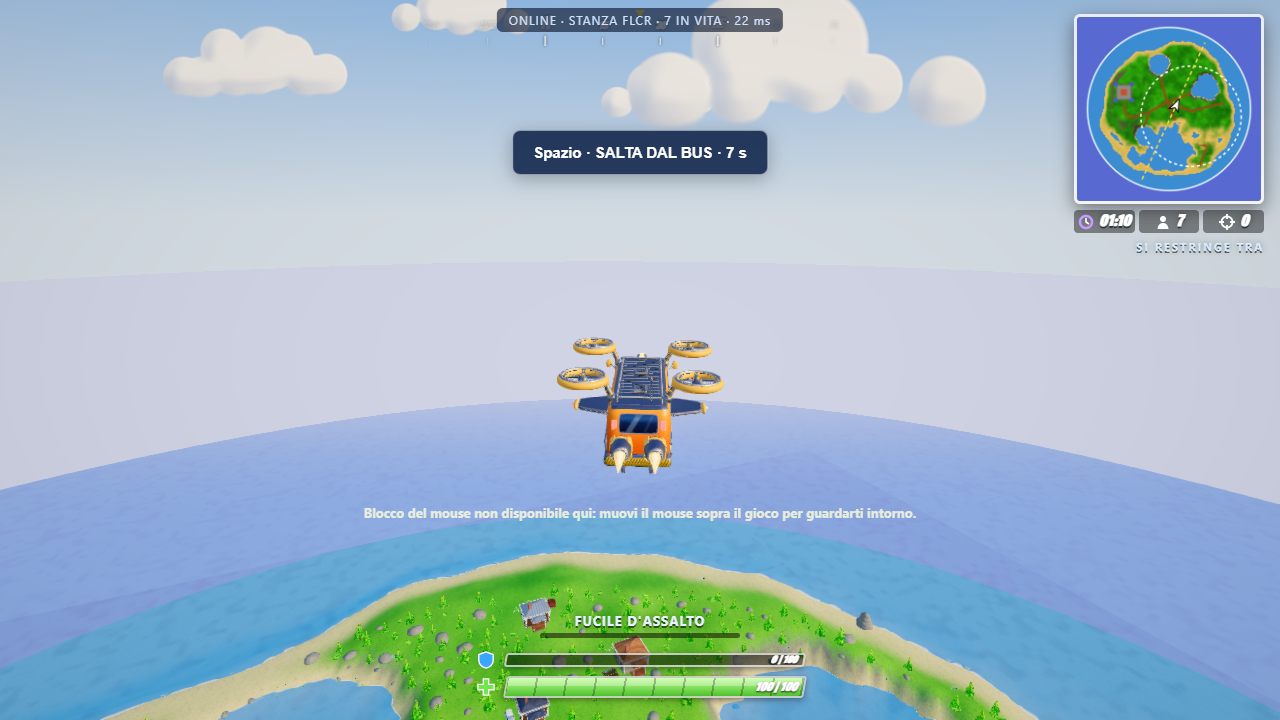 ONLINE · STANZA FLCR · 7 IN VITA · 22 ms
Spazio · SALTA DAL BUS · 7 s
01:10 7 0
SI RESTRINGE TRA
Blocco del mouse non disponibile qui: muovi il mouse sopra il gioco per guardarti intorno.
FUCILE D'ASSALTO
0/100
100/100